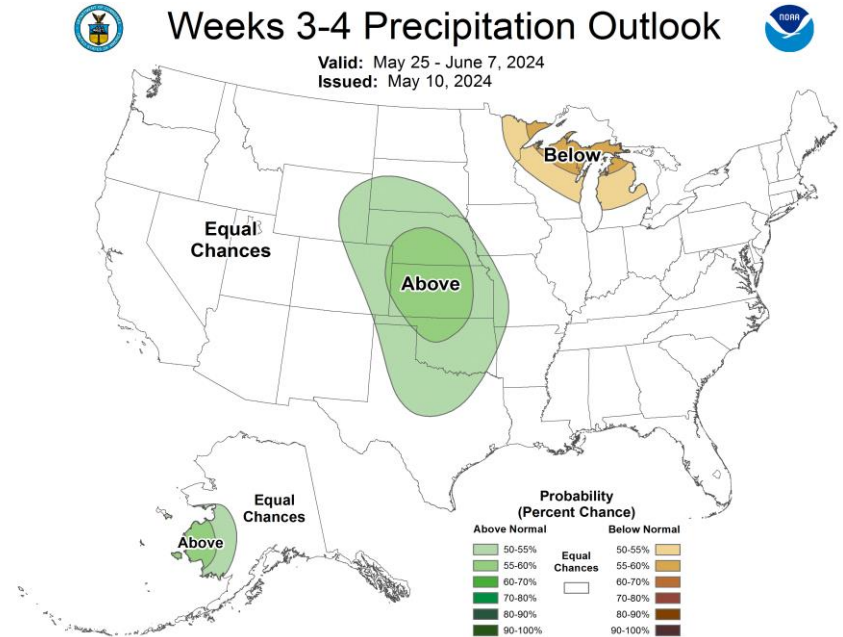 Weeks 3-4 Precipitation Outlook
NOAA
Valid: May 25 - June 7, 2024
Issued: May 10, 2024
Below
Equal
Chances
Above
Equal
Chances
Above
Probability
(Percent Chance)
Above Normal
Below Normal
50-55%
55-60%
60-70%
70-80%
80-90%
90-100%
Equal
Chances
50-55%
55-60%
60-70%
70-80%
80-90%
90-100%